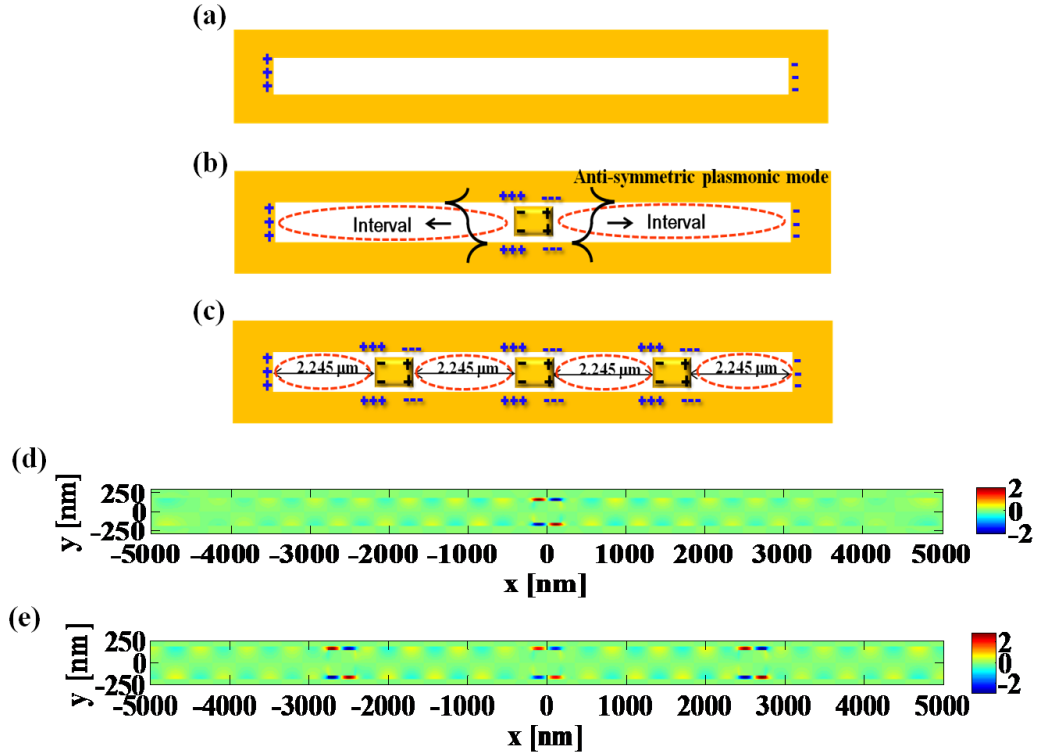 (a)
+ -
+ -
+ -
(b)
Anti-symmetric plasmonic mode
+++ ---
+ - + -
+ Interval ← → Interval -
+ - + -
+++ ---
(c)
+++ --- +++ --- +++ ---
+ - + - + - + -
+ 2.245 μm 2.245 μm 2.245 μm 2.245 μm -
+ - + - + - + -
+++ --- +++ --- +++ ---
(d)
y [nm]
250
0
-250
-5000 -4000 -3000 -2000 -1000 0 1000 2000 3000 4000 5000
x [nm]
2
0
-2
(e)
y [nm]
250
0
-250
-5000 -4000 -3000 -2000 -1000 0 1000 2000 3000 4000 5000
x [nm]
2
0
-2